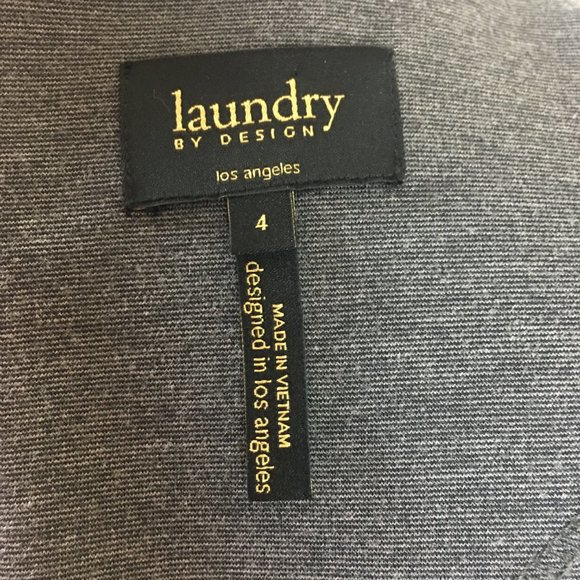 laundry
BY DESIGN
los angeles
4
MADE IN VIETNAM
designed in los angeles